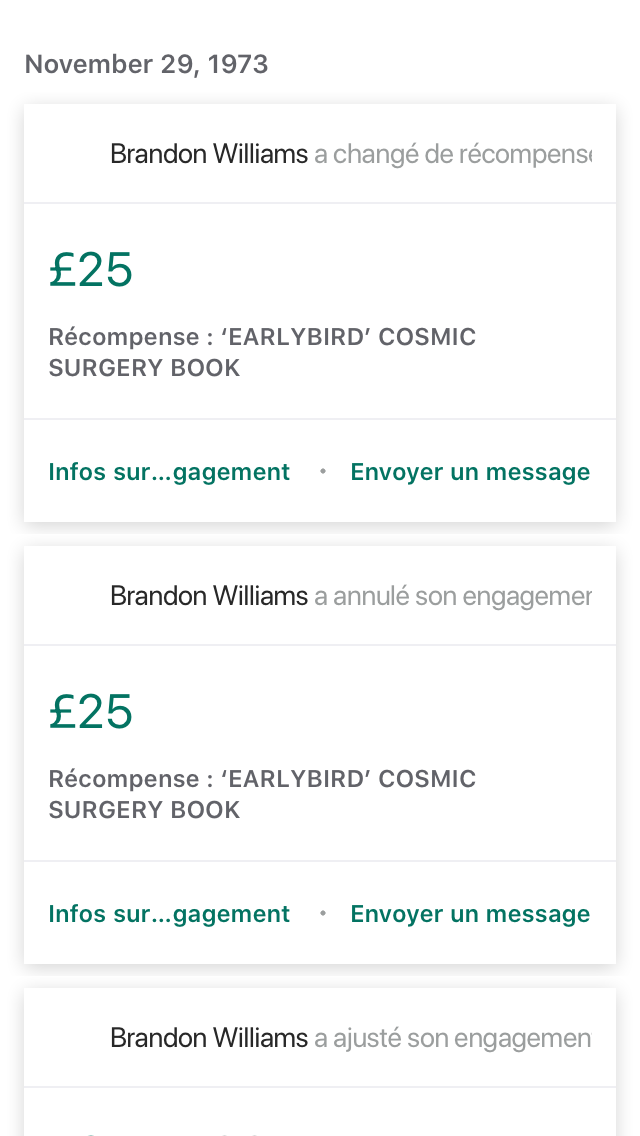 November 29, 1973
Brandon Williams a changé de récompense
£25
Récompense : ‘EARLYBIRD’ COSMIC
SURGERY BOOK
Infos sur…gagement • Envoyer un message
Brandon Williams a annulé son
£25
Récompense : ‘EARLYBIRD’ COSMIC
SURGERY BOOK
Infos sur…gagement • Envoyer un message
Brandon Williams a ajusté son engagemen